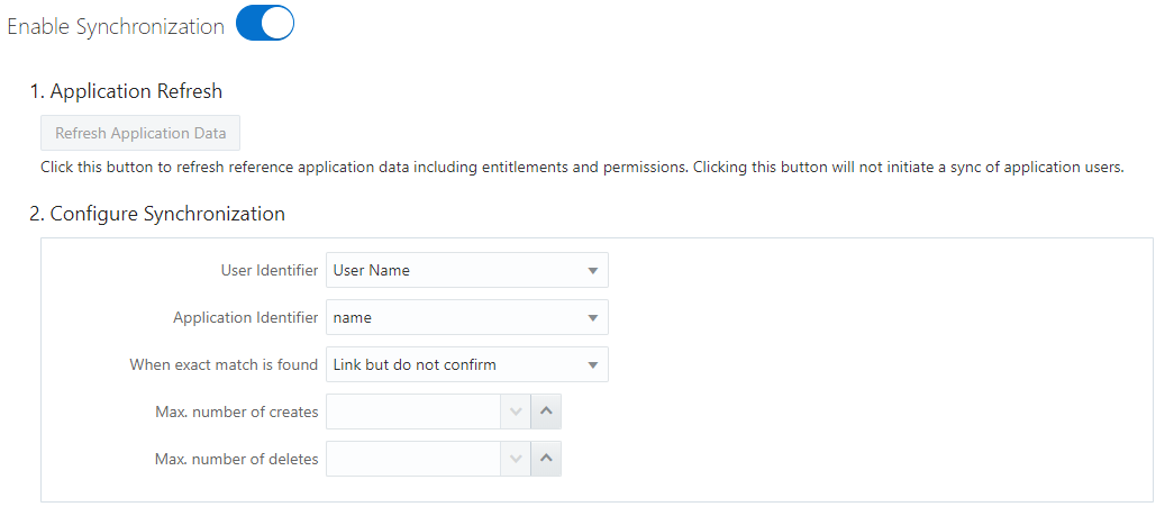 Enable Synchronization
1. Application Refresh
Refresh Application Data
Click this button to refresh reference application data including entitlements and permissions. Clicking this button will not initiate a sync of application users.
2. Configure Synchronization
User Identifier User Name
Application Identifier name
When exact match is found Link but do not confirm
Max. number of creates
Max. number of deletes